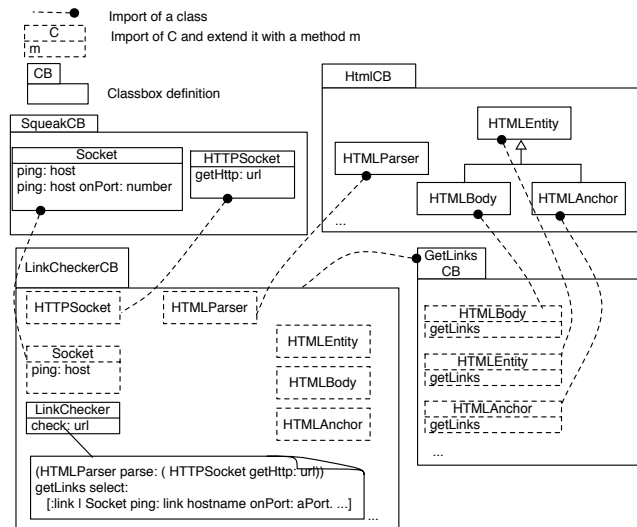 Import of a class
C
m
Import of C and extend it with a method m
CB
Classbox definition
SqueakCB
Socket
ping: host
ping: host onPort: number
HTTPSocket
getHttp: url
HtmlCB
HTMLEntity
HTMLParser
HTMLBody
HTMLAnchor
...
LinkCheckerCB
HTTPSocket
HTMLParser
Socket
ping: host
HTMLEntity
HTMLBody
HTMLAnchor
LinkChecker
check: url
(HTMLParser parse: ( HTTPSocket getHttp: url))
getLinks select:
[:link | Socket ping: link hostname onPort: aPort. ...]
...
GetLinks
CB
HTMLBody
getLinks
HTMLEntity
getLinks
HTMLAnchor
getLinks
...